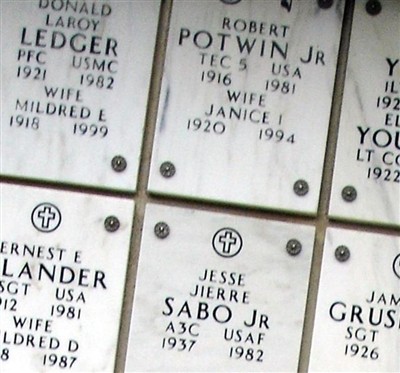 DONALD
LAROY
LEDGER
PFC USMC
1921 1982
WIFE
MILDRED E
1918 1999
ROBERT
POTWIN JR
TEC 5 USA
1916 1981
WIFE
JANICE I
1920 1994
LT
1922
ERNEST E
LANDER
SGT USA
1981
WIFE
MILDRED D
1987
JESSE
JIERRE
SABO JR
A3C USAF
1937 1982
SGT
1926